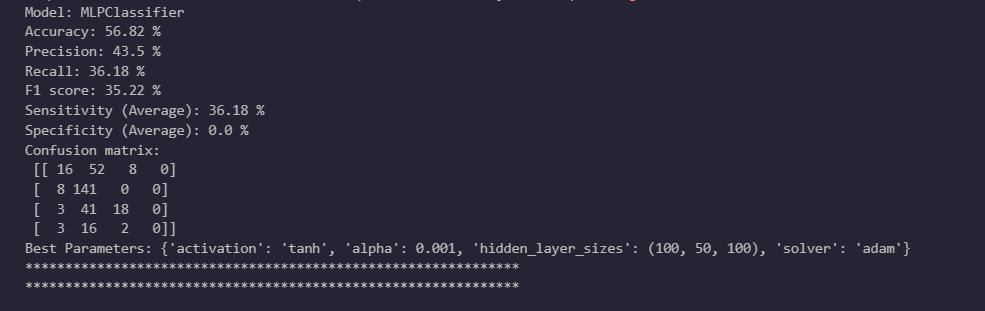 Model: MLPClassifier
Accuracy: 56.82 %
Precision: 43.5 %
Recall: 36.18 %
F1 score: 35.22 %
Sensitivity (Average): 36.18 %
Specificity (Average): 0.0 %
Confusion matrix:
[[ 16  52   8   0]
[  8 141   0   0]
[  3  41  18   0]
[  3  16   2   0]]
Best Parameters: {'activation': 'tanh', 'alpha': 0.001, 'hidden_layer_sizes': (100, 50, 100), 'solver': 'adam'}
**************************************************************
**************************************************************